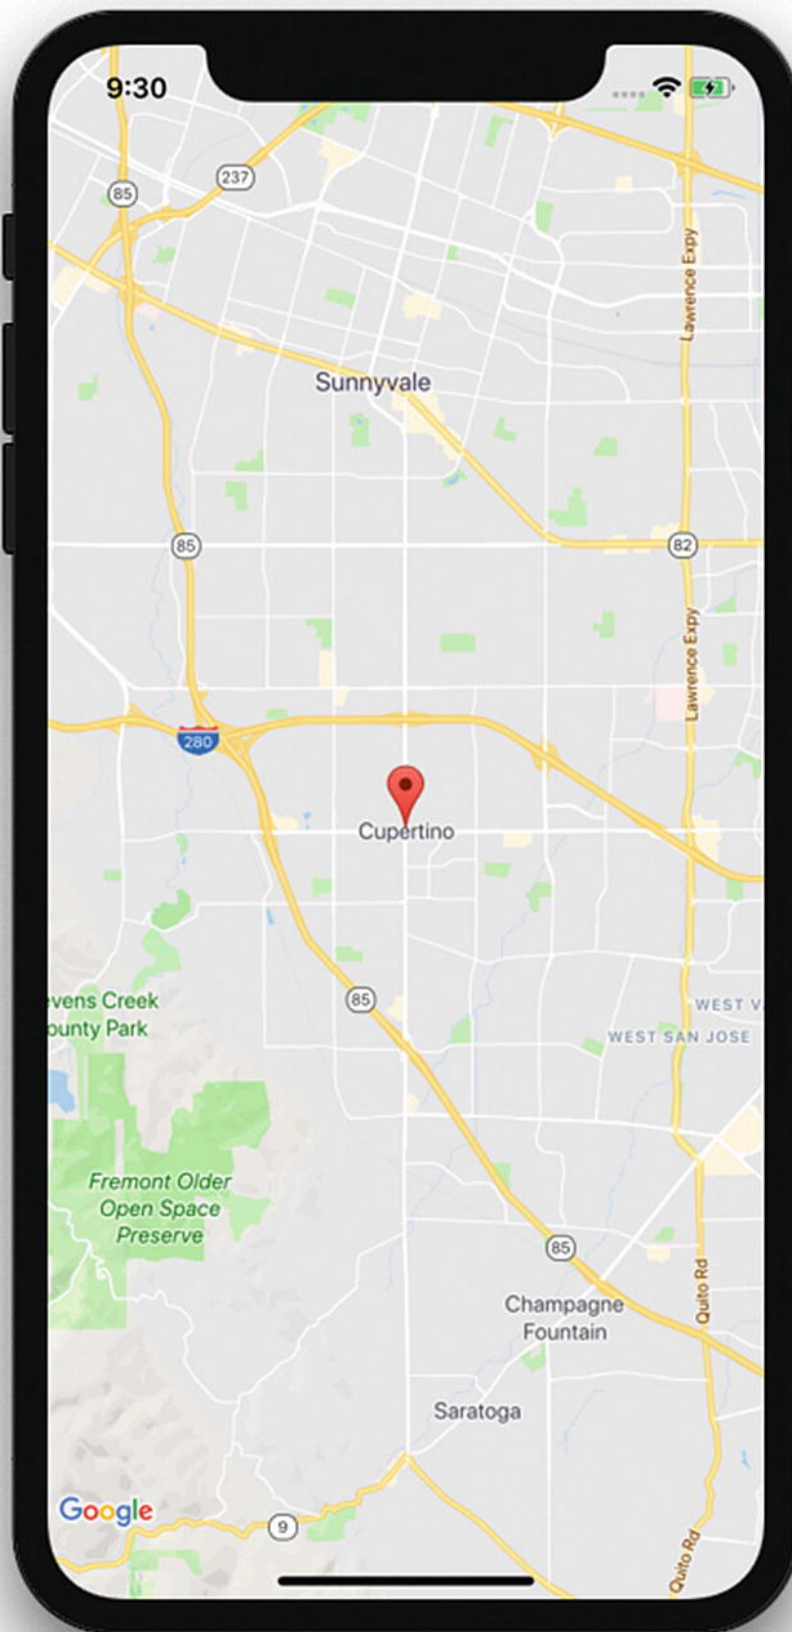 9:30
237
85
Lawrence Expy
Sunnyvale
85
82
Lawrence Expy
280
Cupertino
85
evens Creek
ounty Park
WEST V
WEST SAN JOSE
Fremont Older
Open Space
Preserve
85
Quito Rd
Champagne
Fountain
Saratoga
Google
9
Quito Rd